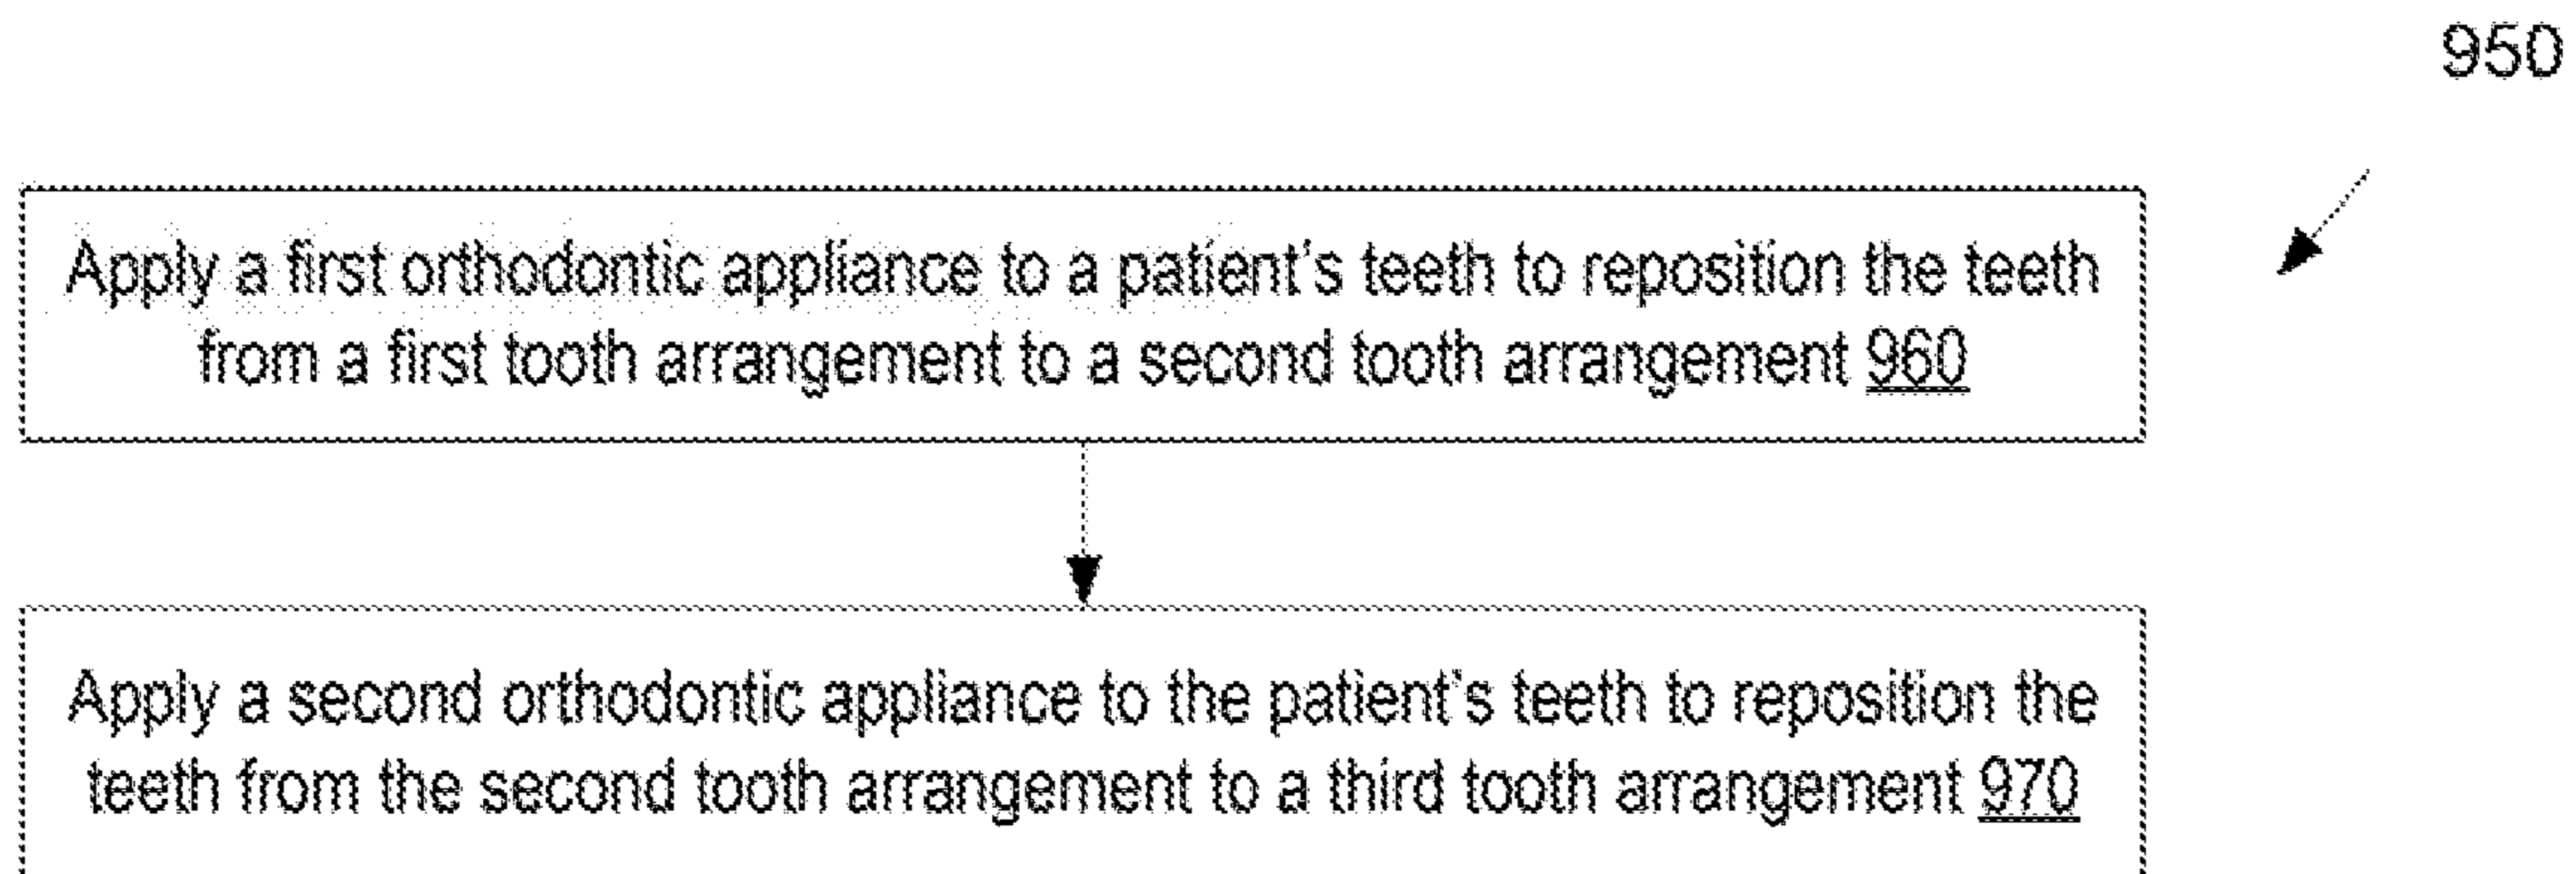 950
Apply a first orthodontic appliance to a patient's teeth to reposition the teeth
from a first tooth arrangement to a second tooth arrangement 960
Apply a second orthodontic appliance to the patient's teeth to reposition the
teeth from the second tooth arrangement to a third tooth arrangement 970